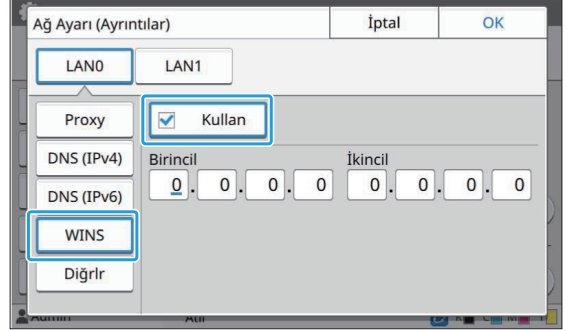 Ağ Ayarı (Ayrıntılar) İptal OK
LAN0 LAN1
Proxy
Kullan
DNS (IPv4)
Birincil İkincil
0. 0. 0. 0 0. 0. 0. 0
DNS (IPv6)
WINS
Diğrlr
Admin